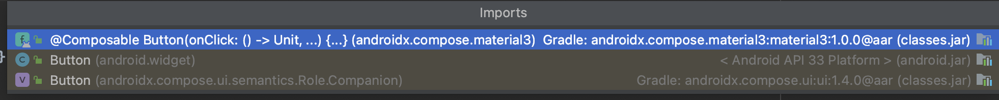 Imports
f @Composable Button(onClick: () -> Unit, ...) {...} (androidx.compose.material3) Gradle: androidx.compose.material3:material3:1.0.0@aar (classes.jar)
} C Button (android.widget) < Android API 33 Platform > (android.jar)
V Button (androidx.compose.ui.semantics.Role.Companion) Gradle: androidx.compose.ui:ui:1.4.0@aar (classes.jar)